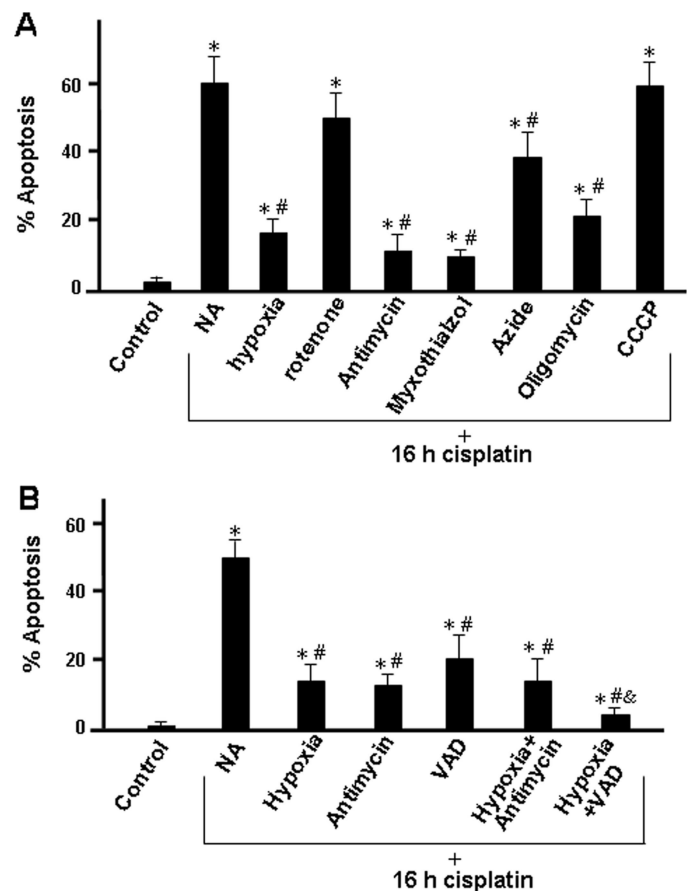 A
% Apoptosis
60
40
20
0
*
* #
*
* #
* #
* #
* #
*
Control
NA
hypoxia
rotenone
Antimycin
Myxothialzol
Azide
Oligomycin
CCCP
+
16 h cisplatin
B
% Apoptosis
60
40
20
0
*
* #
* #
* #
* #
* #&
Control
NA
Hypoxia
Antimycin
VAD
Hypoxia+
Antimycin
Hypoxia
+VAD
+
16 h cisplatin